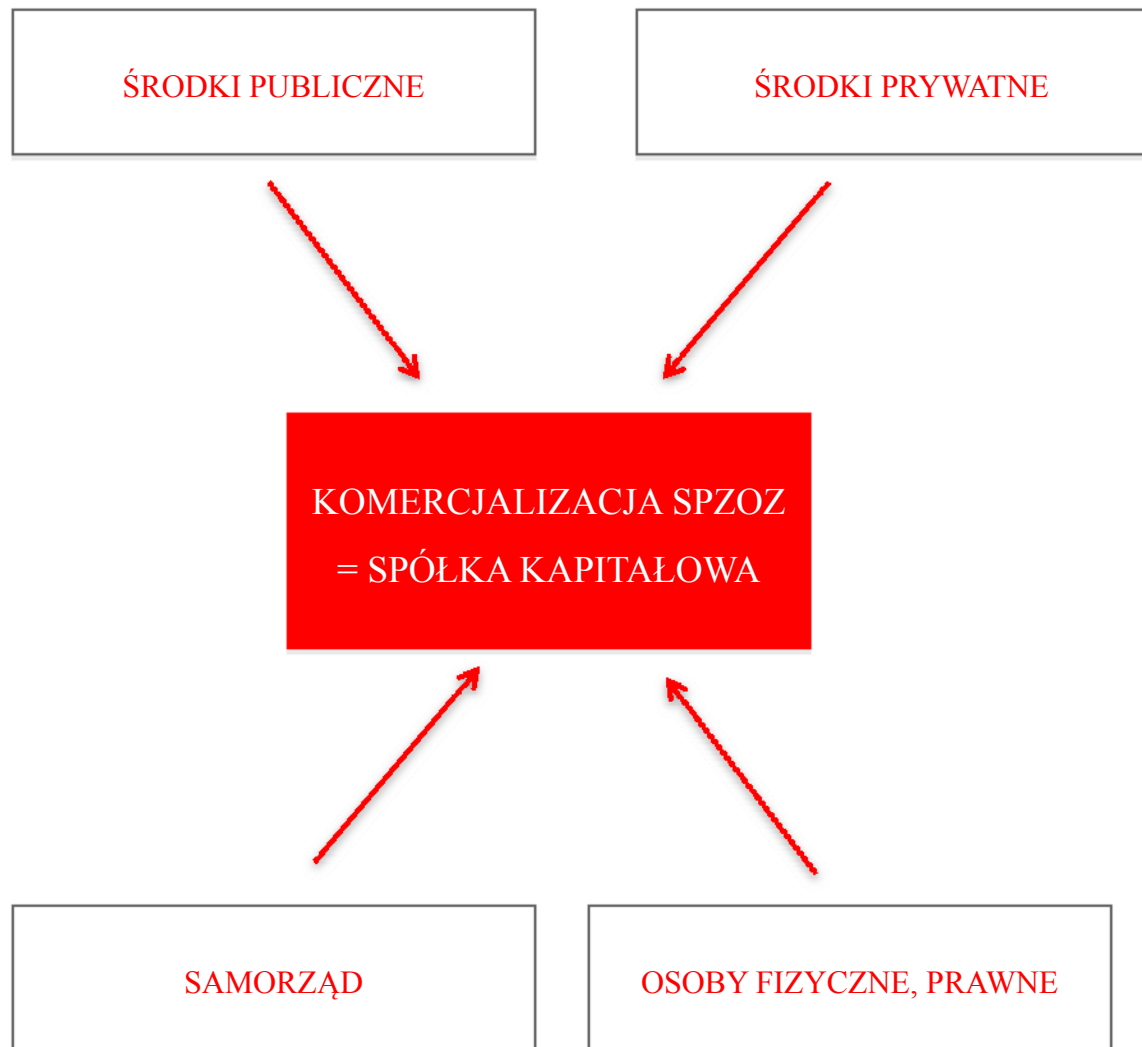 ŚRODKI PUBLICZNE
ŚRODKI PRYWATNE
KOMERCJALIZACJA SPZOZ
= SPÓŁKA KAPITAŁOWA
SAMORZĄD
OSOBY FIZYCZNE, PRAWNE